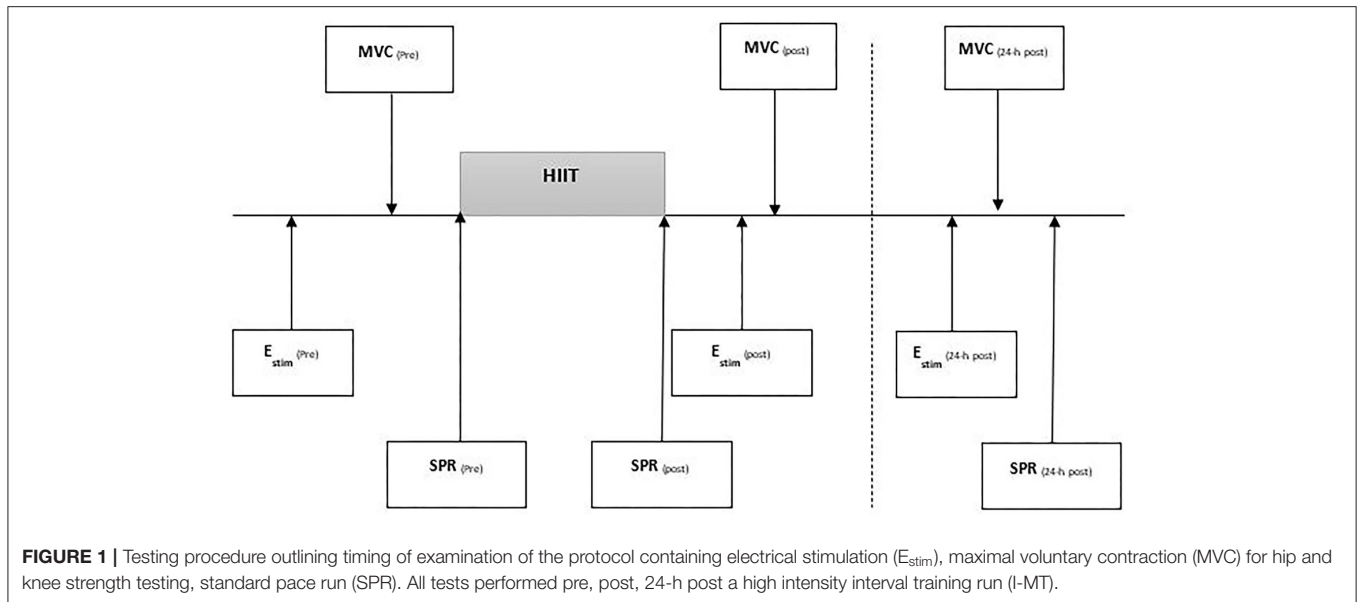 MVC (Pre)
MVC (post)
MVC (24-h post)
HIIT
E stim (Pre)
E stim (post)
E stim (24-h post)
SPR (Pre)
SPR (post)
SPR (24-h post)
FIGURE 1 | Testing procedure outlining timing of examination of the protocol containing electrical stimulation (Estim), maximal voluntary contraction (MVC) for hip and
knee strength testing, standard pace run (SPR). All tests performed pre, post, 24-h post a high intensity interval training run (I-MT).